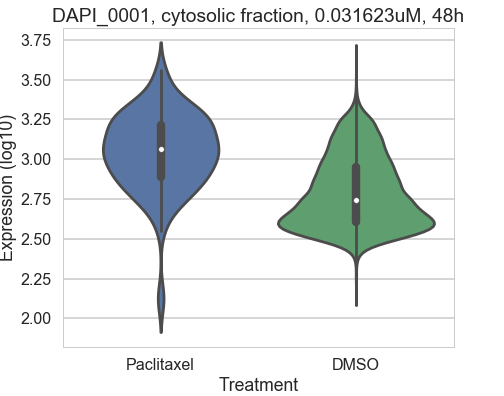 DAPI_0001, cytosolic fraction, 0.031623uM, 48h
3.75
3.50
3.25
3.00
2.75
2.50
2.25
2.00
Expression (log10)
Paclitaxel
DMSO
Treatment